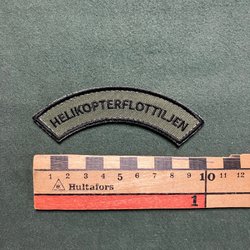 HELIKOPTERFLOTTILJEN
1 2 3 4 5 6 7 8 9 10 11 12
Hultafors
1